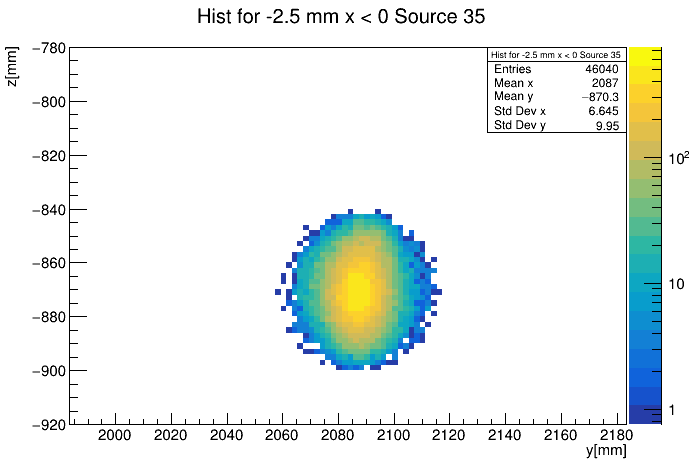 Hist for -2.5 mm x < 0 Source 35
z[mm]
−780
−800
−820
−840
−860
−880
−900
−920
Hist for -2.5 mm x < 0 Source 35
Entries 46040
Mean x 2087
Mean y −870.3
Std Dev x 6.645
Std Dev y 9.95
10²
10
1
2000 2020 2040 2060 2080 2100 2120 2140 2160 2180
y[mm]